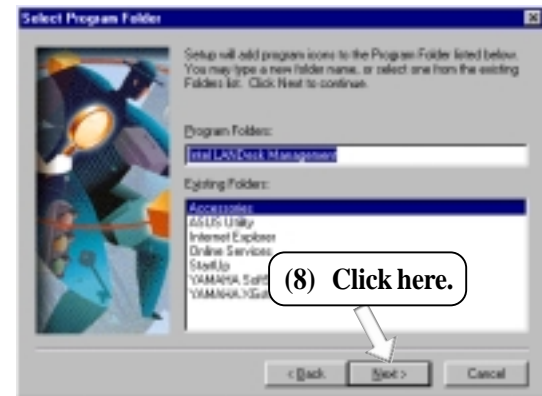 Select Program Folder
Setup will add program icons to the Program Folder listed below.
You may type a new folder name, or select one from the existing
Folders list. Click Next to continue.
Program Folders:
Intel LANDesk Management
Existing Folders:
Accessories
ASUS Utility
Internet Explorer
Online Services
StartUp
YAMAHA
YAMAHA
(8) Click here.
< Back
Next >
Cancel